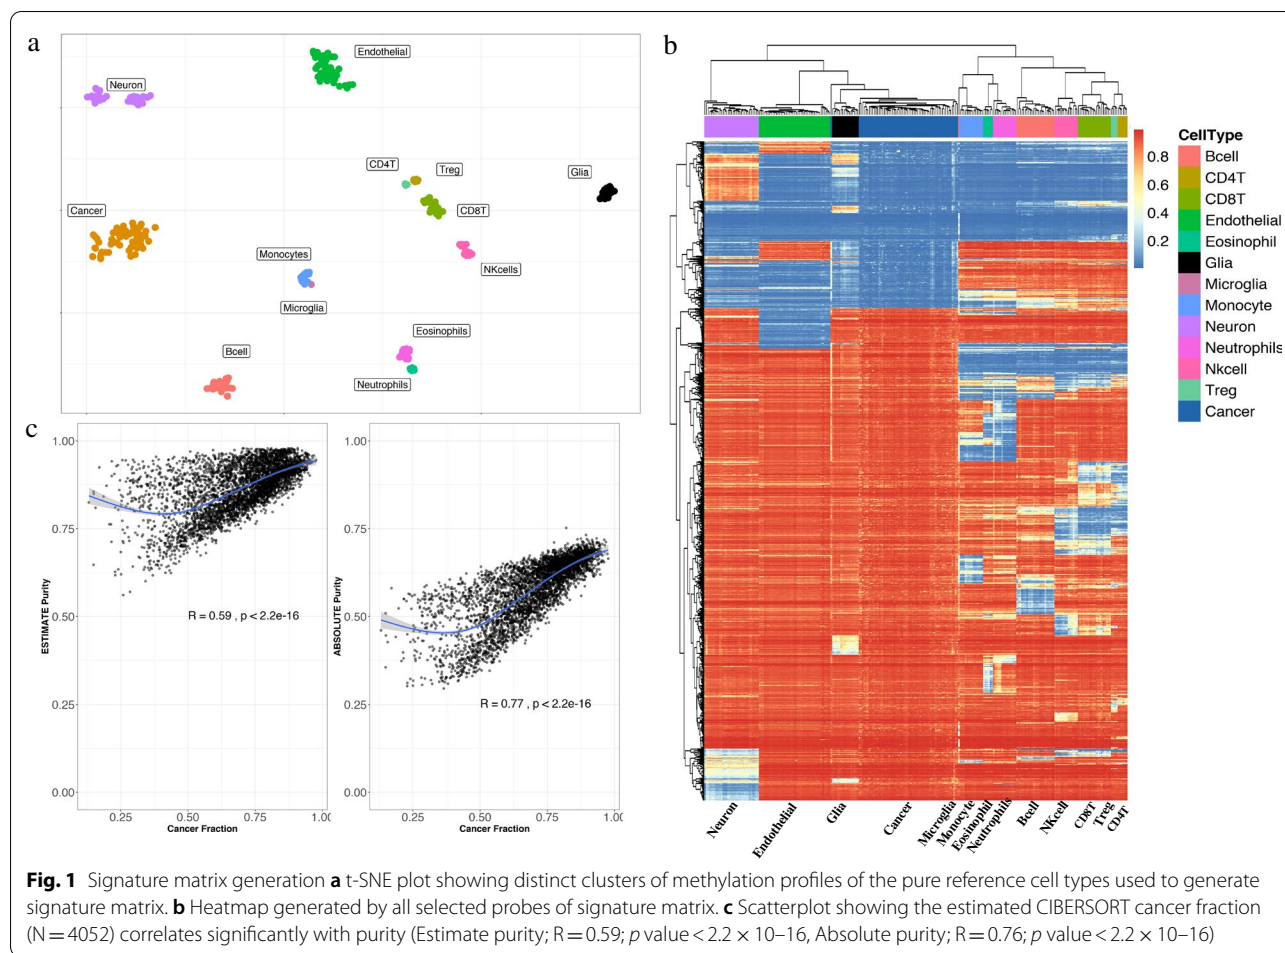 a
Endothelial
Neuron
CD4T
Treg
Glia
Cancer
CD8T
Monocytes
NKcells
Microglia
Eosinophils
Bcell
Neutrophils
b
0.8
0.6
0.4
0.2
CellType
Bcell
CD4T
CD8T
Endothelial
Eosinophil
Glia
Microglia
Monocyte
Neuron
Neutrophils
Nkcell
Treg
Cancer
Neuron
Endothelial
Glia
Cancer
Microglia
Monocyte
Eosinophil
Neutrophils
Bcell
NKcell
CD8T
Treg
CD4T
c
1.00
0.75
0.50
0.25
0.00
ESTIMATE Purity
R = 0.59 , p < 2.2e-16
0.25 0.50 0.75 1.0
Cancer Fraction
1.00
0.75
0.50
0.25
0.00
ABSOLUTE Purity
R = 0.77 , p < 2.2e-16
0.25 0.50 0.75 1.00
Cancer Fraction
Fig. 1 Signature matrix generation a t-SNE plot showing distinct clusters of methylation profiles of the pure reference cell types used to generate
signature matrix. b Heatmap generated by all selected probes of signature matrix. c Scatterplot showing the estimated CIBERSORT cancer fraction
(N = 4052) correlates significantly with purity (Estimate purity; R = 0.59; p value < 2.2 × 10–16, Absolute purity; R = 0.76; p value < 2.2 × 10–16)